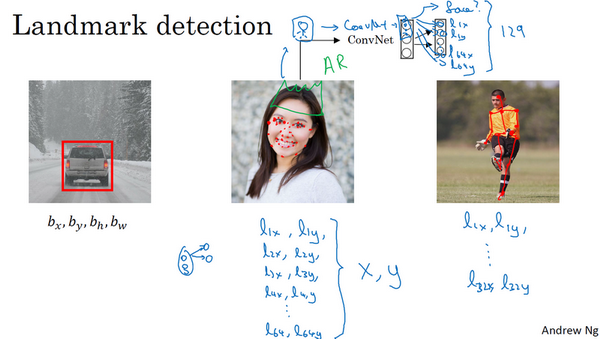 Landmark detection
ConvNet →
ConvNet
face?
l1x
l1y
l64x
l64y
129
AR
bx, by, bh, bw
l1x, l1y,
l2x, l2y,
l3x, l3y,
l4x, l4y
⋮
l64, l64y
x, y
l1x, l1y,
⋮
l32x, l32y
Andrew Ng